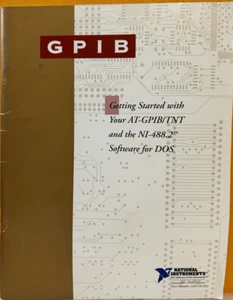 GPIB
Getting Started with
Your AT-GPIB/TNT
and the NI-488.2™
Software for DOS
NATIONAL
INSTRUMENTS